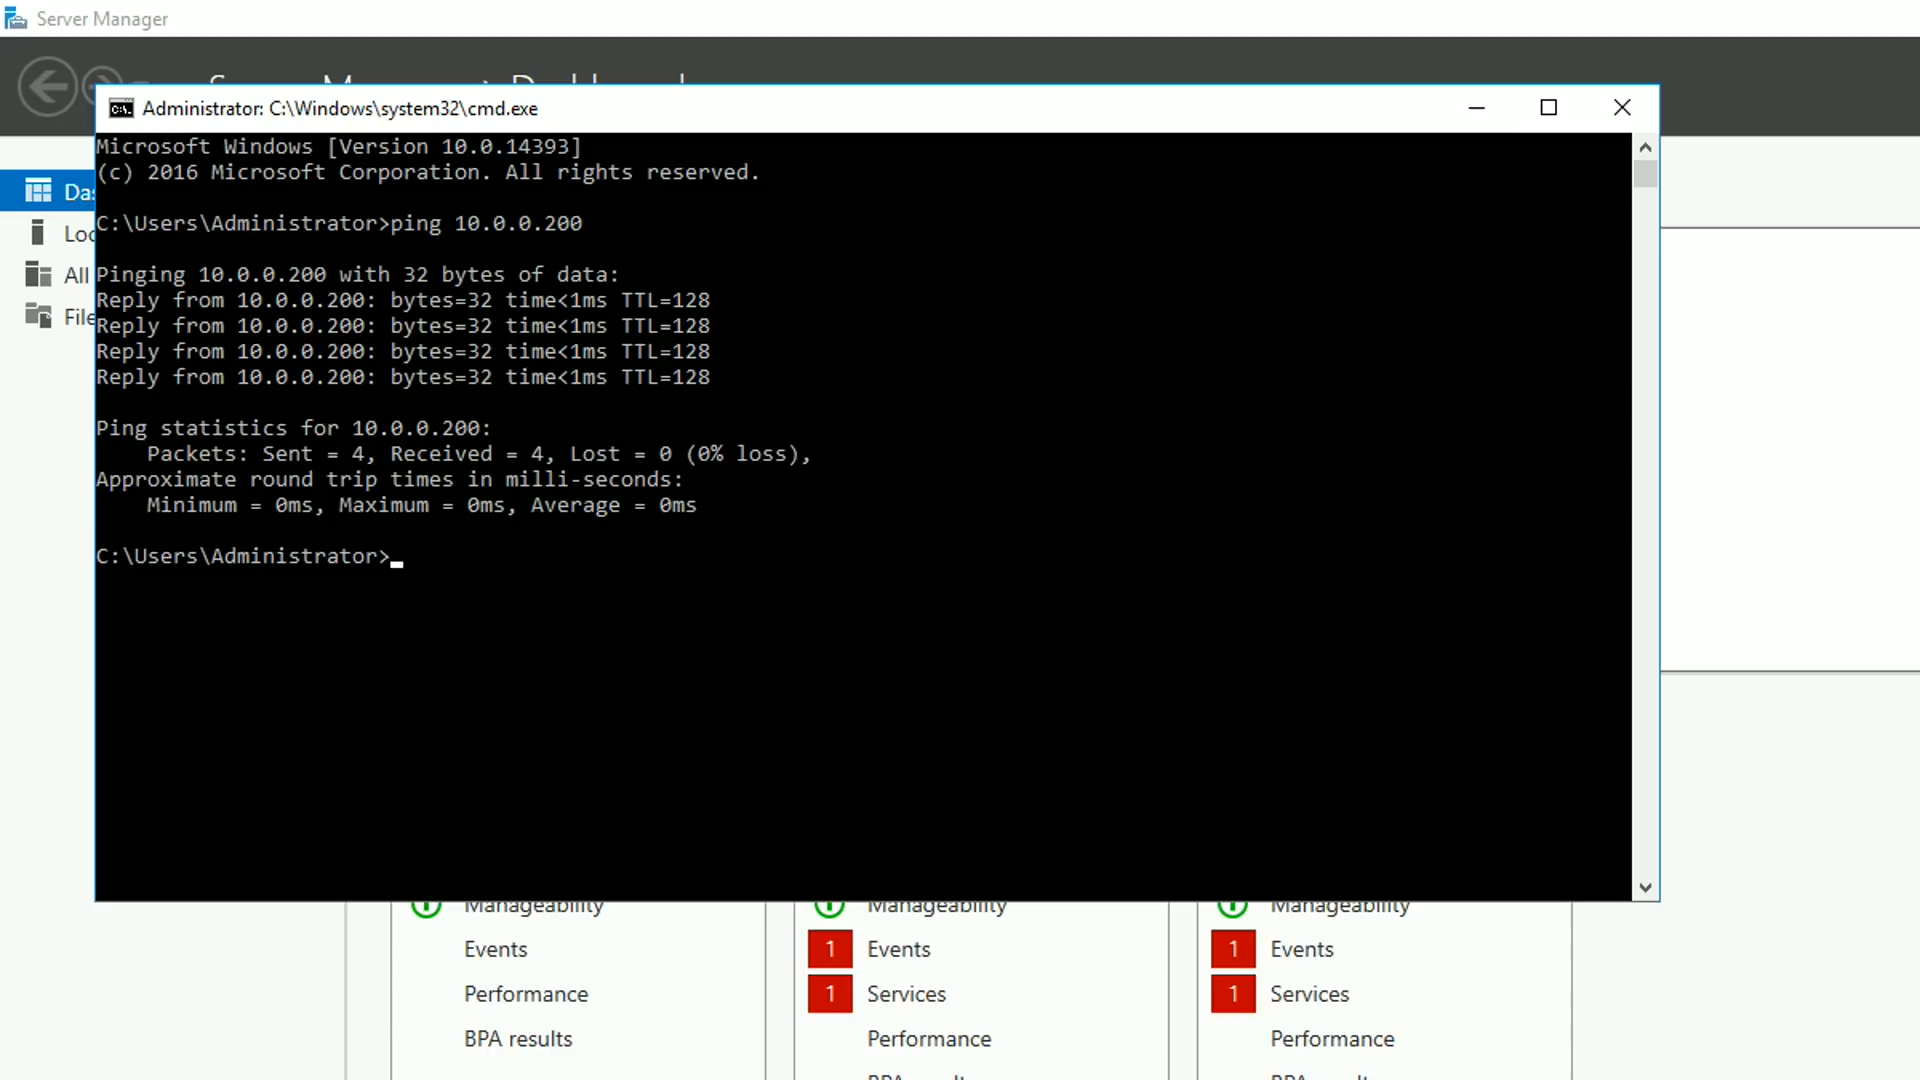 Server Manager
Administrator: C:\Windows\system32\cmd.exe
Microsoft Windows [Version 10.0.14393]
(c) 2016 Microsoft Corporation. All rights reserved.
C:\Users\Administrator>ping 10.0.0.200
Pinging 10.0.0.200 with 32 bytes of data:
Reply from 10.0.0.200: bytes=32 time<1ms TTL=128
Reply from 10.0.0.200: bytes=32 time<1ms TTL=128
Reply from 10.0.0.200: bytes=32 time<1ms TTL=128
Reply from 10.0.0.200: bytes=32 time<1ms TTL=128
Ping statistics for 10.0.0.200:
Packets: Sent = 4, Received = 4, Lost = 0 (0% loss),
Approximate round trip times in milli-seconds:
Minimum = 0ms, Maximum = 0ms, Average = 0ms
C:\Users\Administrator>
All
File
Manageability
Events
Performance
BPA results
Manageability
1 Events
1 Services
Performance
Manageability
1 Events
1 Services
Performance